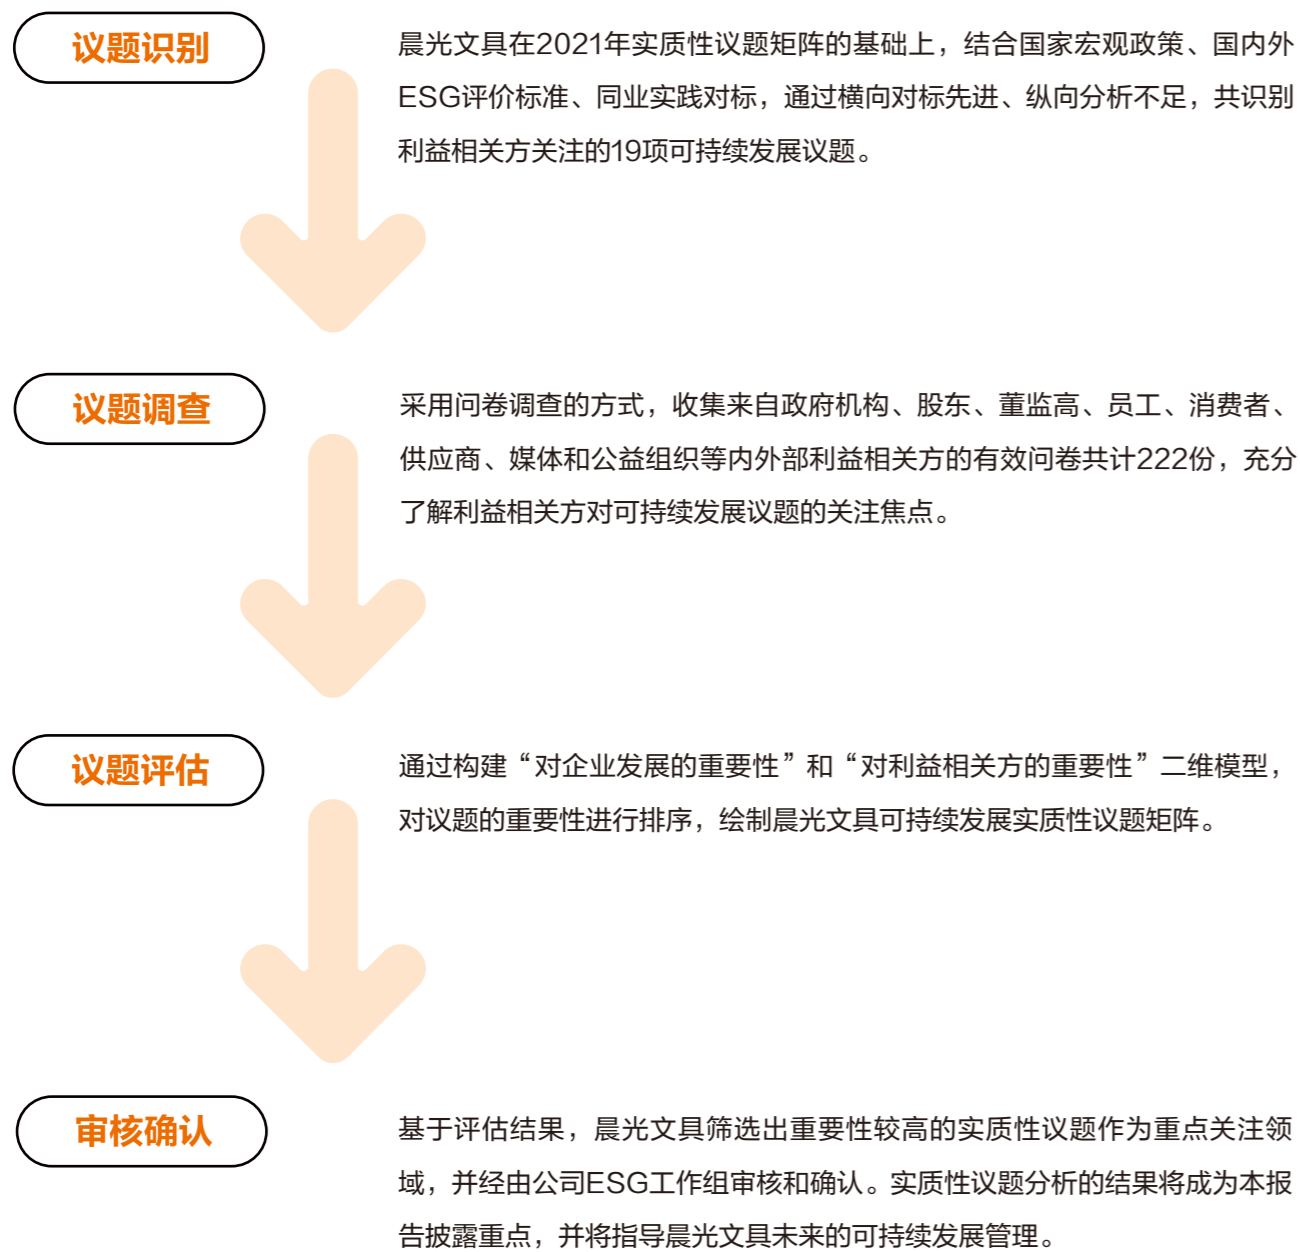 议题识别
晨光文具在2021年实质性议题矩阵的基础上，结合国家宏观政策、国内外
ESG评价标准、同业实践对标，通过横向对标先进、纵向分析不足，共识别
利益相关方关注的19项可持续发展议题。
议题调查
采用问卷调查的方式，收集来自政府机构、股东、董监高、员工、消费者、
供应商、媒体和公益组织等内外部利益相关方的有效问卷共计222份，充分
了解利益相关方对可持续发展议题的关注焦点。
议题评估
通过构建“对企业发展的重要性”和“对利益相关方的重要性”二维模型，
对议题的重要性进行排序，绘制晨光文具可持续发展实质性议题矩阵。
审核确认
基于评估结果，晨光文具筛选出重要性较高的实质性议题作为重点关注领
域，并经由公司ESG工作组审核和确认。实质性议题分析的结果将成为本报
告披露重点，并将指导晨光文具未来的可持续发展管理。